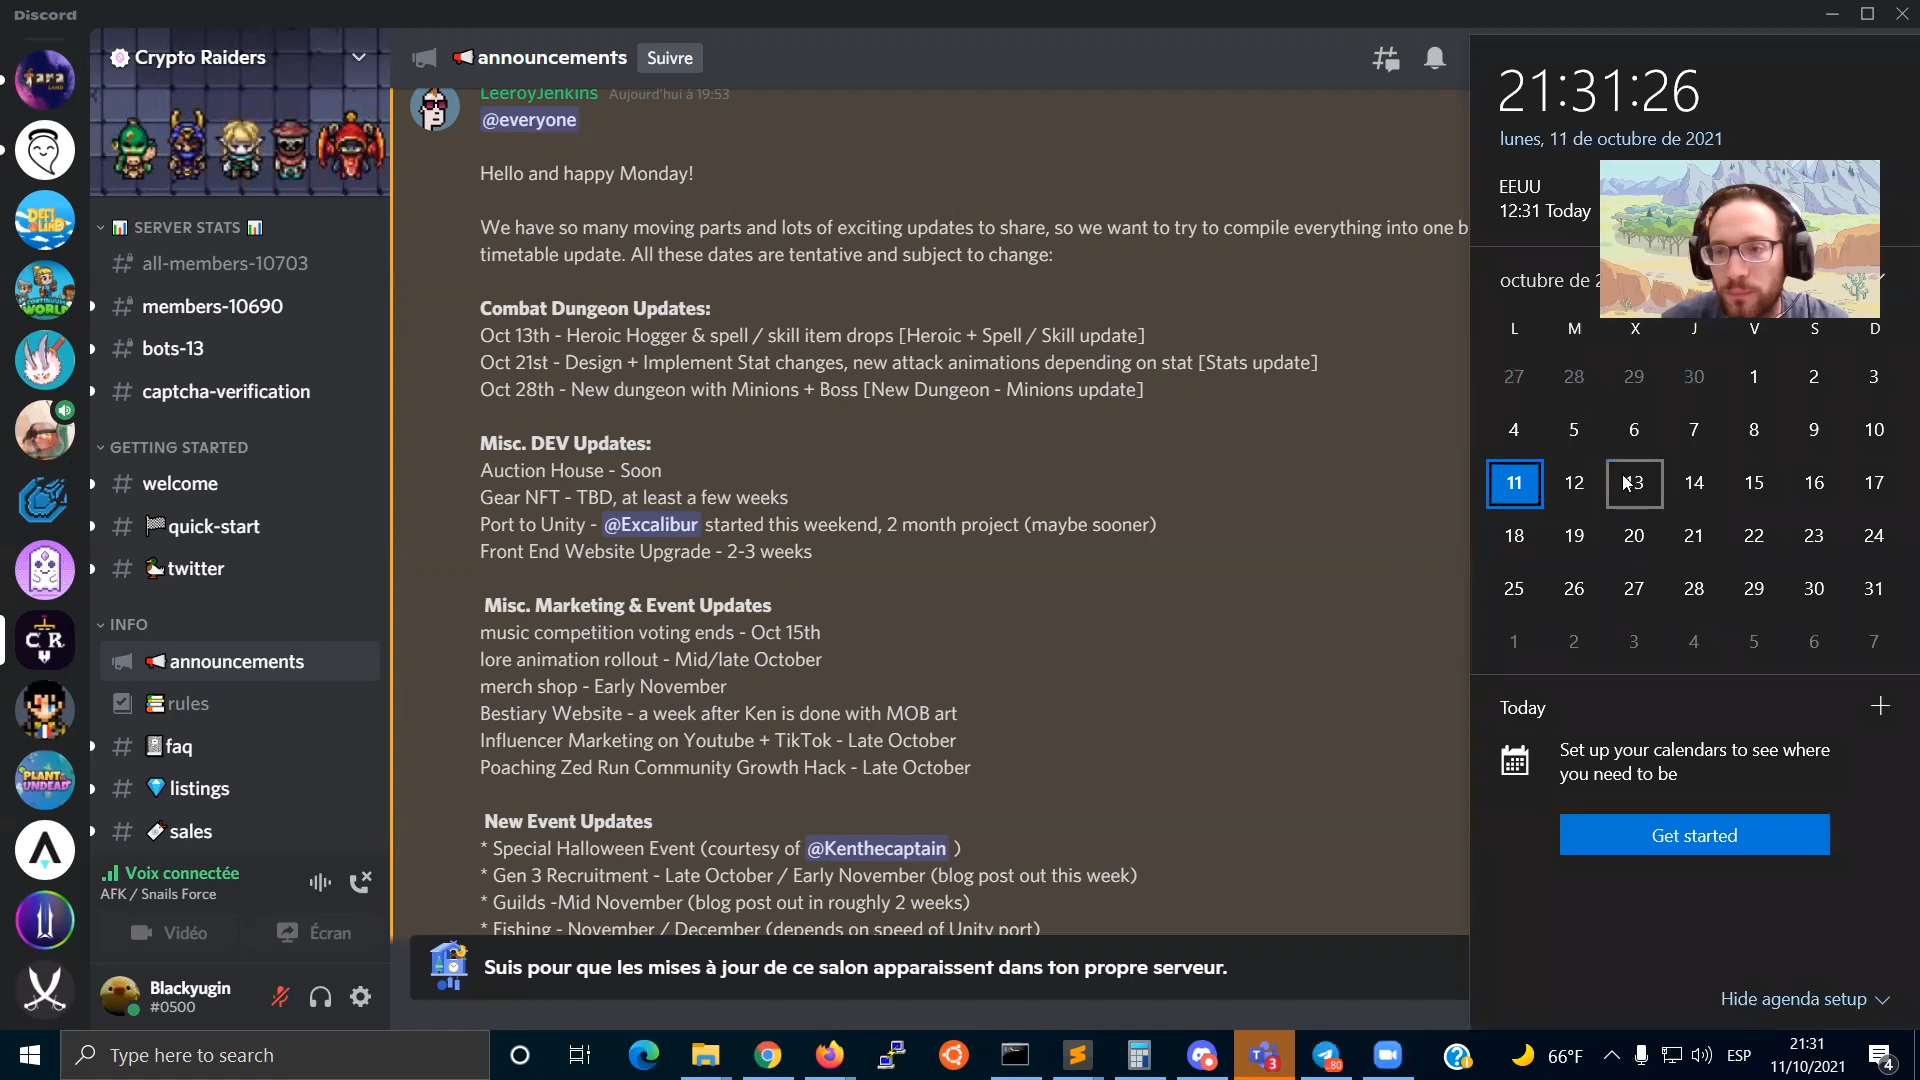 Discord
Crypto Raiders
SERVER STATS
all-members-10703
members-10690
bots-13
captcha-verification
GETTING STARTED
welcome
quick-start
twitter
INFO
announcements
rules
faq
listings
sales
Voix connectée
AFK / Snails Force
Vidéo
Écran
Blackyugin
#0500
tara
LAND
DEFI
LAND
CONTINUUM
WORLD
C R
PLANT
UNDEAD
announcements
Suivre
LeeroyJenkins Aujourd'hui à 19:53
@everyone
Hello and happy Monday!
We have so many moving parts and lots of exciting updates to share, so we want to try to compile everything into one b
timetable update. All these dates are tentative and subject to change:
Combat Dungeon Updates:
Oct 13th - Heroic Hogger & spell / skill item drops [Heroic + Spell / Skill update]
Oct 21st - Design + Implement Stat changes, new attack animations depending on stat [Stats update]
Oct 28th - New dungeon with Minions + Boss [New Dungeon - Minions update]
Misc. DEV Updates:
Auction House - Soon
Gear NFT - TBD, at least a few weeks
Port to Unity - @Excalibur started this weekend, 2 month project (maybe sooner)
Front End Website Upgrade - 2-3 weeks
Misc. Marketing & Event Updates
music competition voting ends - Oct 15th
lore animation rollout - Mid/late October
merch shop - Early November
Bestiary Website - a week after Ken is done with MOB art
Influencer Marketing on Youtube + TikTok - Late October
Poaching Zed Run Community Growth Hack - Late October
New Event Updates
* Special Halloween Event (courtesy of @Kenthecaptain )
* Gen 3 Recruitment - Late October / Early November (blog post out this week)
* Guilds -Mid November (blog post out in roughly 2 weeks)
* Fishing - November / December (depends on speed of Unity port)
Suis pour que les mises à jour de ce salon apparaissent dans ton propre serveur.
21:31:26
lunes, 11 de octubre de 2021
EEUU
12:31 Today
octubre de 2
L M X J V S D
27 28 29 30 1 2 3
4 5 6 7 8 9 10
11 12 13 14 15 16 17
18 19 20 21 22 23 24
25 26 27 28 29 30 31
1 2 3 4 5 6 7
Today
Set up your calendars to see where
you need to be
Get started
Hide agenda setup
Type here to search
3
80
66°F
ESP
21:31
11/10/2021
4